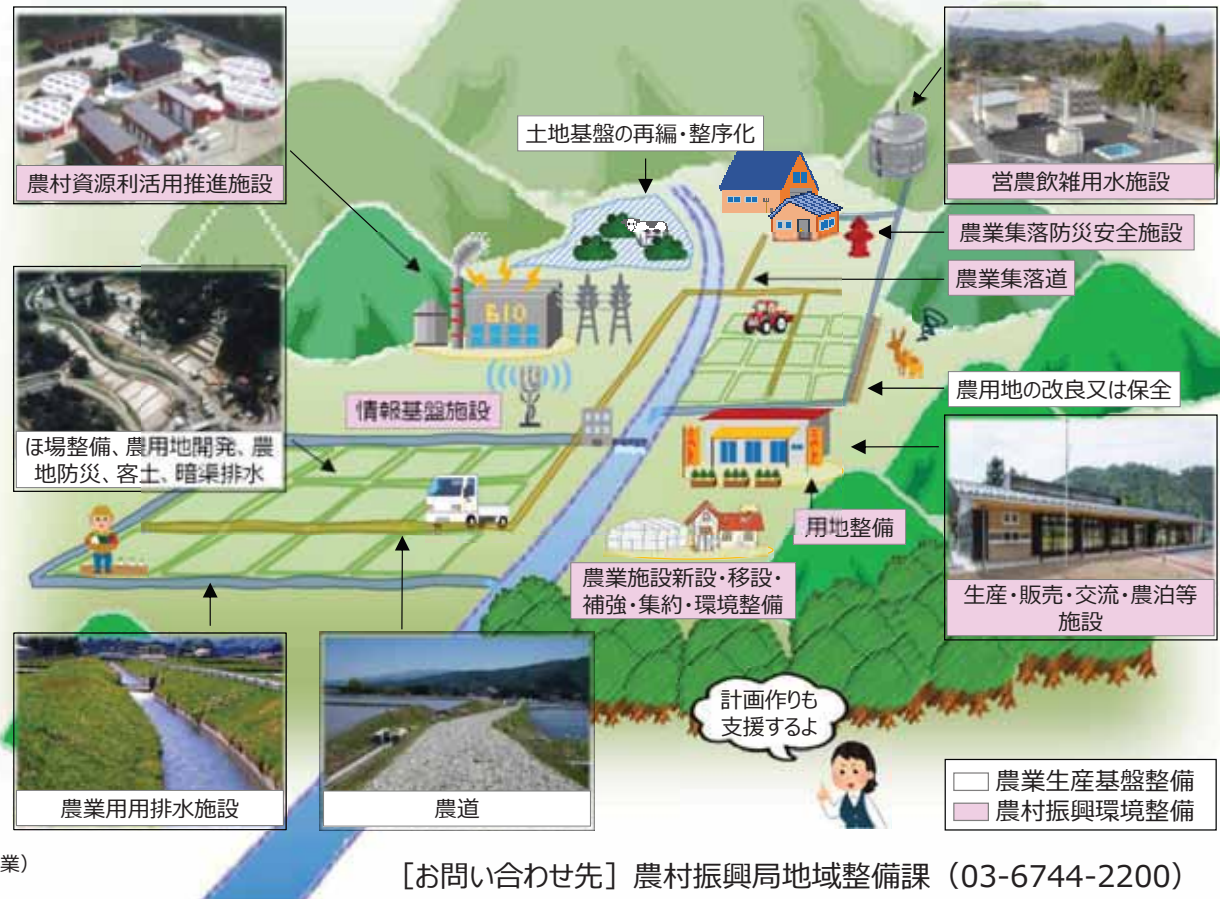 農村資源利活用推進施設
土地基盤の再編・整序化
営農飲雑用水施設
農業集落防災安全施設
農業集落道
BIO
情報基盤施設
農用地の改良又は保全
ほ場整備、農用地開発、農
地防災、客土、暗渠排水
用地整備
農業施設新設・移設・
補強・集約・環境整備
生産・販売・交流・農泊等
施設
計画作りも
支援するよ
農業用用排水施設
農道
農業生産基盤整備
農村振興環境整備
業）
［お問い合わせ先］農村振興局地域整備課（03-6744-2200）